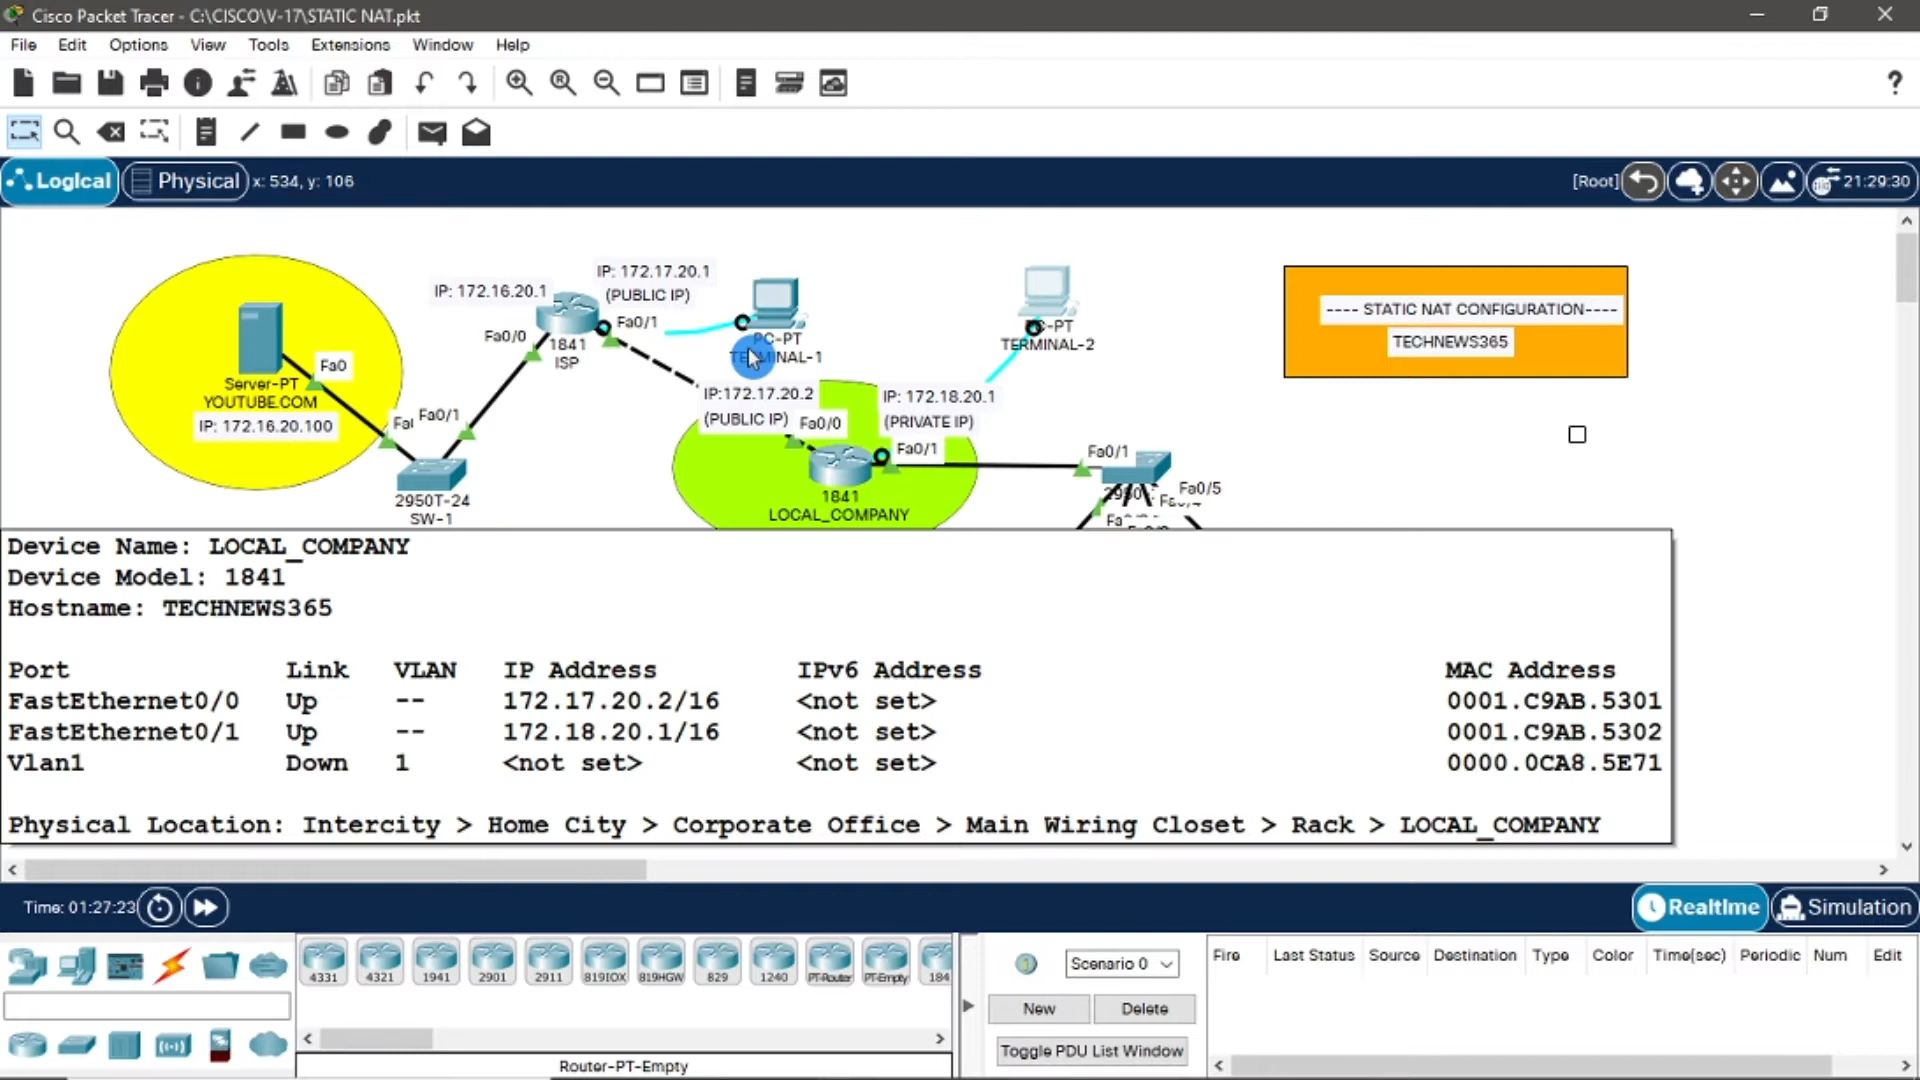 Cisco Packet Tracer - C:\CISCO\V-17\STATIC NAT.pkt
File Edit Options View Tools Extensions Window Help
?
Logical Physical x: 534, y: 106 [Root] 21:29:30
IP: 172.17.20.1
(PUBLIC IP)
IP: 172.16.20.1
Fa0/1
Fa0/0
1841
ISP
PC-PT
TERMINAL-1
PC-PT
TERMINAL-2
---- STATIC NAT CONFIGURATION----
TECHNEWS365
Fa0
Server-PT
YOUTUBE.COM
IP: 172.16.20.100
Fa0/1
2950T-24
SW-1
IP:172.17.20.2
(PUBLIC IP)
Fa0/0
IP: 172.18.20.1
(PRIVATE IP)
Fa0/1
1841
LOCAL_COMPANY
Fa0/1
Fa0/5
Device Name: LOCAL_COMPANY
Device Model: 1841
Hostname: TECHNEWS365
Port Link VLAN IP Address IPv6 Address MAC Address
FastEthernet0/0 Up -- 172.17.20.2/16 <not set> 0001.C9AB.5301
FastEthernet0/1 Up -- 172.18.20.1/16 <not set> 0001.C9AB.5302
Vlan1 Down 1 <not set> <not set> 0000.0CA8.5E71
Physical Location: Intercity > Home City > Corporate Office > Main Wiring Closet > Rack > LOCAL_COMPANY
Time: 01:27:23 Realtime Simulation
4331 4321 1941 2901 2911 819IOX 819HGW 829 1240 PT-Router PT-Empty 184
Router-PT-Empty
Scenario 0
New Delete
Toggle PDU List Window
Fire Last Status Source Destination Type Color Time(sec) Periodic Num Edit